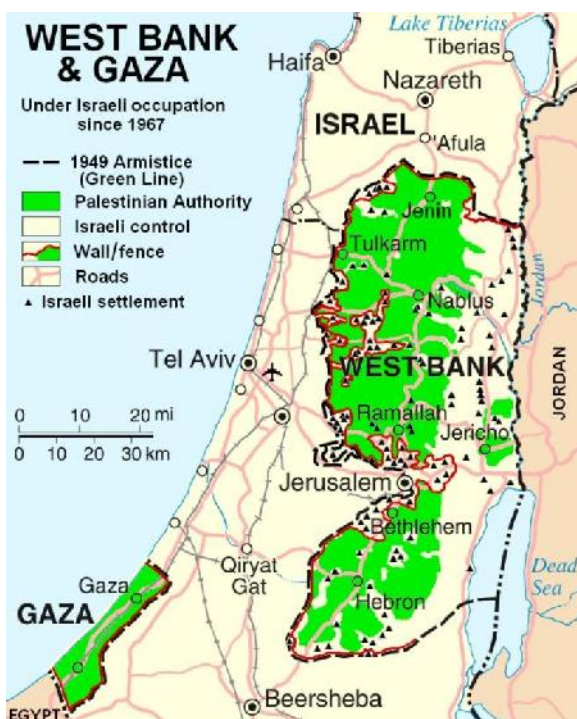 WEST BANK
& GAZA
Under Israeli occupation
since 1967
1949 Armistice
(Green Line)
Palestinian Authority
Israeli control
Wall/fence
Roads
Israeli settlement
Lake Tiberias
Tiberias
Haifa
Nazareth
ISRAEL
'Afula
Jenin
Tulkarm
Nablus
Jordan
Tel Aviv
WEST BANK
JORDAN
0 10 20 mi
0 10 20 30 km
Ramallah
Jericho
Jerusalem
Bethlehem
Qiryat
Gat
Dead
Sea
Gaza
GAZA
Hebron
Beersheba
EGYPT